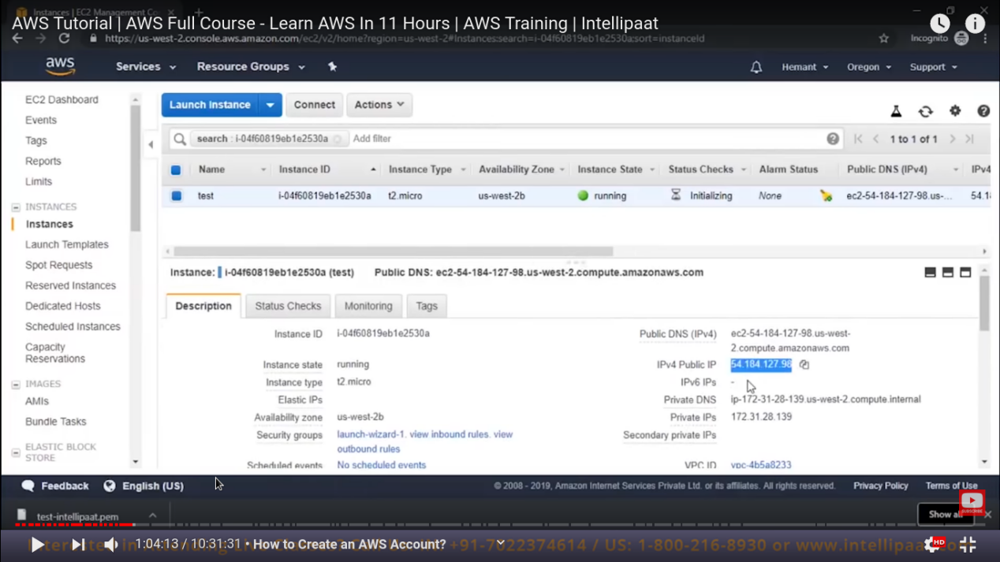 Instances | EC2 Management Co
AWS Tutorial | AWS Full Course - Learn AWS In 11 Hours | AWS Training | Intellipaat
https://us-west-2.console.aws.amazon.com/ec2/v2/home?region=us-west-2#Instances:search=i-04f60819eb1e2530a;sort=instanceId
Incognito
aws Services Resource Groups Hemant Oregon Support
EC2 Dashboard
Events
Tags
Reports
Limits
INSTANCES
Instances
Launch Templates
Spot Requests
Reserved Instances
Dedicated Hosts
Scheduled Instances
Capacity
Reservations
IMAGES
AMIs
Bundle Tasks
ELASTIC BLOCK
STORE
Launch Instance Connect Actions
search : i-04f60819eb1e2530a Add filter 1 to 1 of 1
Name Instance ID Instance Type Availability Zone Instance State Status Checks Alarm Status Public DNS (IPv4) IPv4
test i-04f60819eb1e2530a t2.micro us-west-2b running Initializing None ec2-54-184-127-98.us-... 54.1
Instance: i-04f60819eb1e2530a (test) Public DNS: ec2-54-184-127-98.us-west-2.compute.amazonaws.com
Description Status Checks Monitoring Tags
Instance ID i-04f60819eb1e2530a
Instance state running
Instance type t2.micro
Elastic IPs
Availability zone us-west-2b
Security groups launch-wizard-1. view inbound rules. view
outbound rules
Scheduled events No scheduled events
Public DNS (IPv4) ec2-54-184-127-98.us-west-
2.compute.amazonaws.com
IPv4 Public IP 54.184.127.98
IPv6 IPs -
Private DNS ip-172-31-28-139.us-west-2.compute.internal
Private IPs 172.31.28.139
Secondary private IPs
VPC ID vpc-4b5a8233
Feedback English (US) © 2008 - 2019, Amazon Internet Services Private Ltd. or its affiliates. All rights reserved. Privacy Policy Terms of Use
SUBSCRIBE
test-intellipaat.pem Show all
1:04:13 / 10:31:31 • How to Create an AWS Account? HD
+91-7022374614 / US: 1-800-216-8930 or www.intellipaat